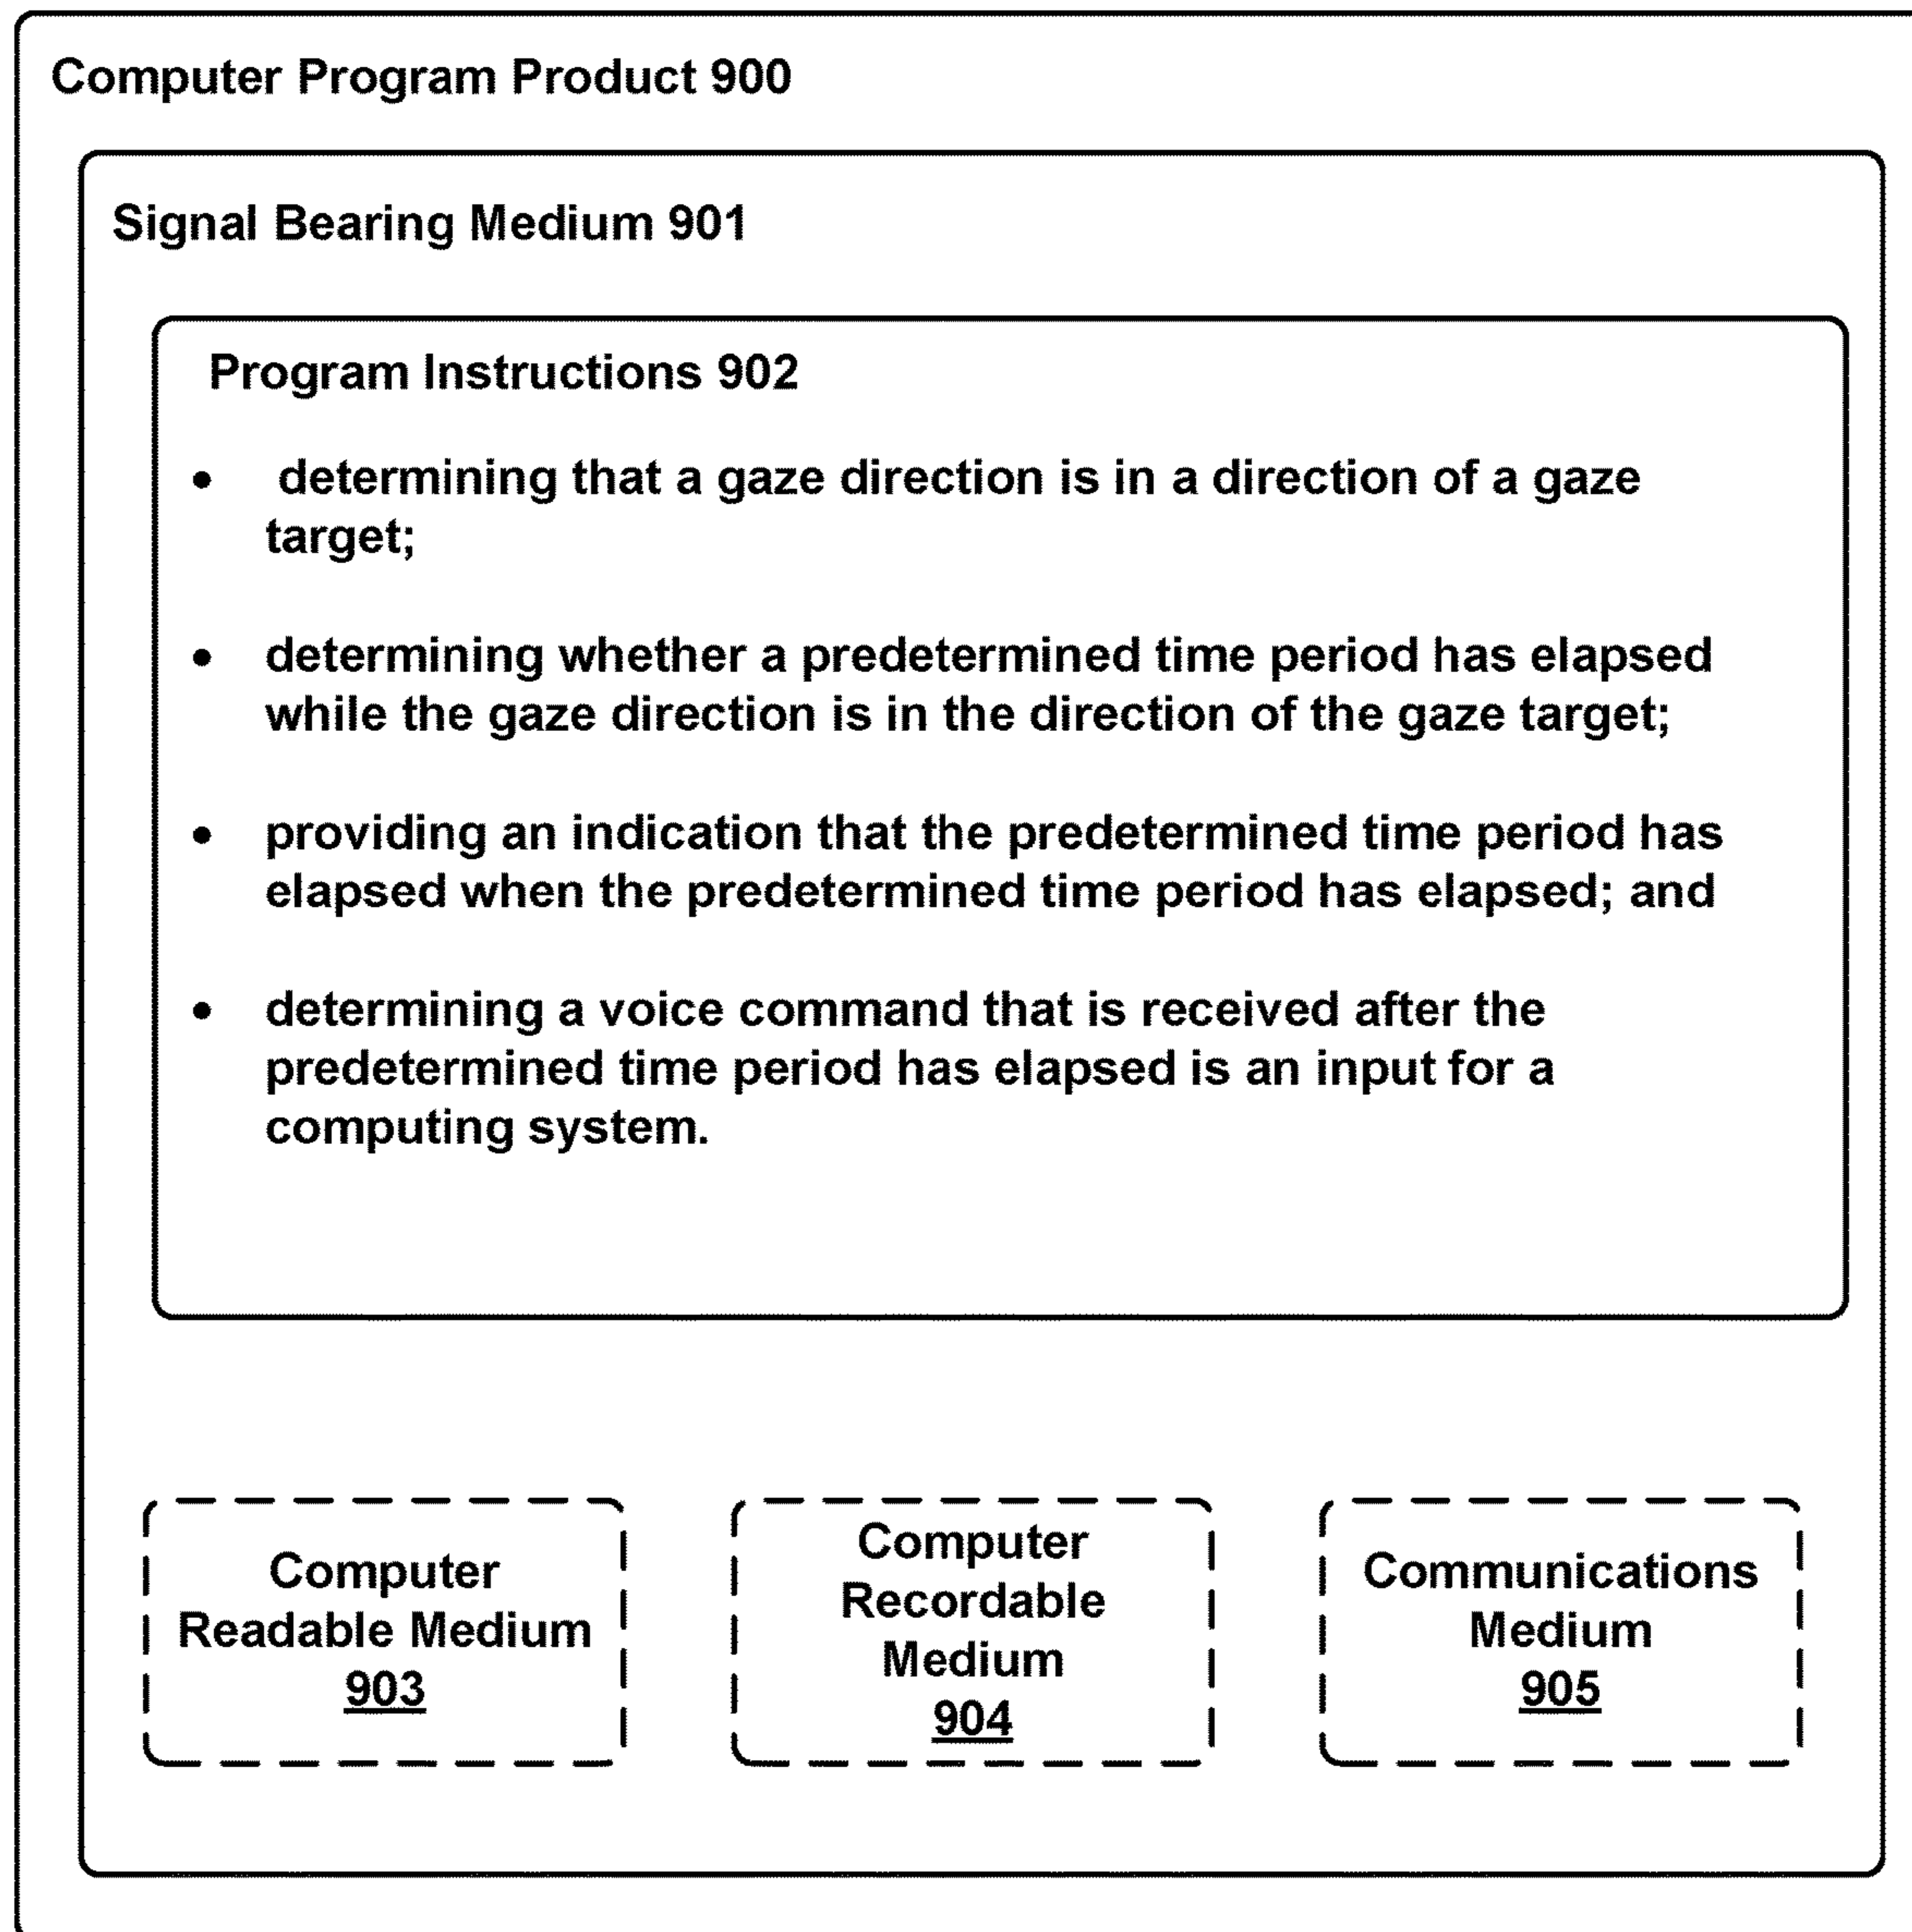 Computer Program Product 900
Signal Bearing Medium 901
Program Instructions 902
• determining that a gaze direction is in a direction of a gaze
target;
• determining whether a predetermined time period has elapsed
while the gaze direction is in the direction of the gaze target;
• providing an indication that the predetermined time period has
elapsed when the predetermined time period has elapsed; and
• determining a voice command that is received after the
predetermined time period has elapsed is an input for a
computing system.
Computer
Readable Medium
903
Computer
Recordable
Medium
904
Communications
Medium
905